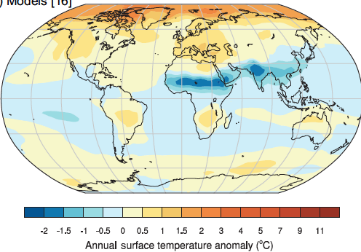 ) Models [16]
-2 -1.5 -1 -0.5 0 0.5 1 1.5 2 3 4 5 7 9 11
Annual surface temperature anomaly (°C)